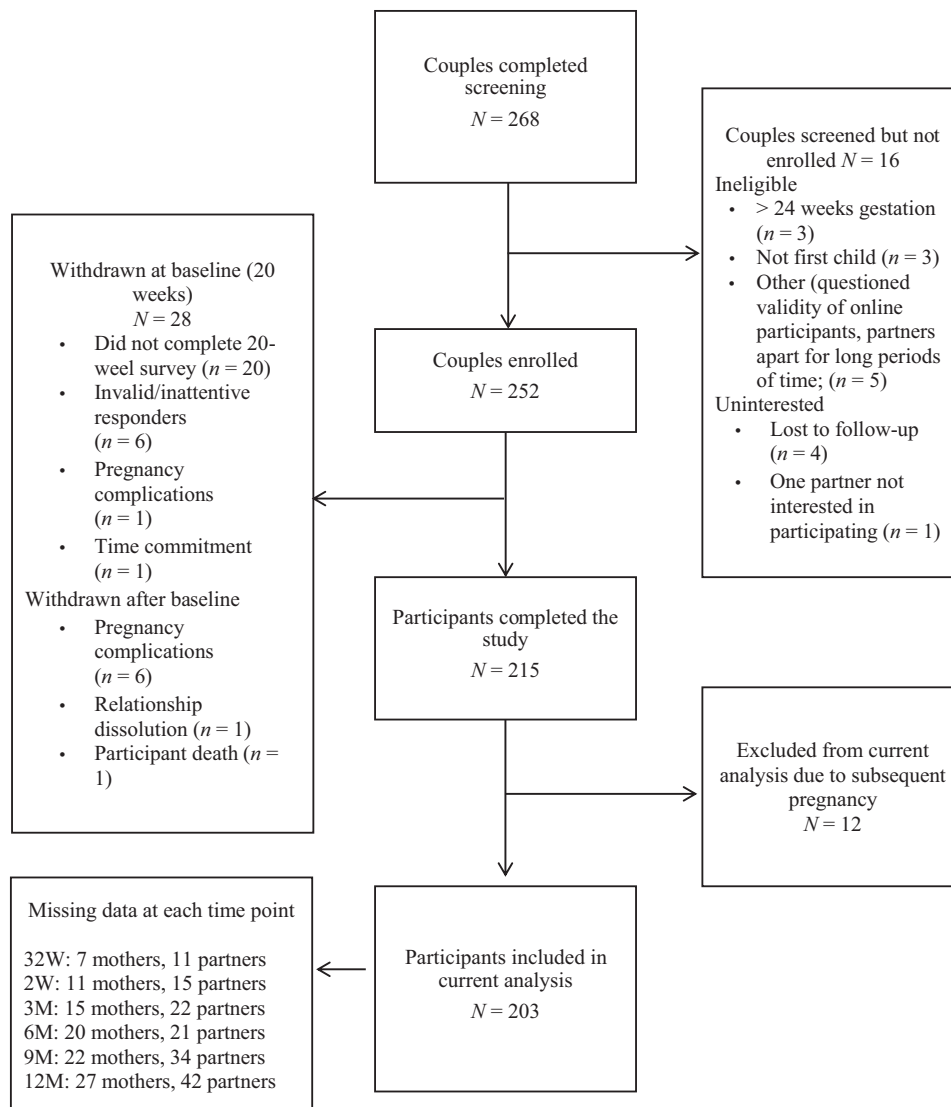 Couples completed
screening
N = 268
Couples screened but not
enrolled N = 16
Ineligible
• > 24 weeks gestation
(n = 3)
• Not first child (n = 3)
• Other (questioned
validity of online
participants, partners
apart for long periods
of time; (n = 5)
Uninterested
• Lost to follow-up
(n = 4)
• One partner not
interested in
participating (n = 1)
Couples enrolled
N = 252
Withdrawn at baseline (20
weeks)
N = 28
• Did not complete 20-
weel survey (n = 20)
• Invalid/inattentive
responders
(n = 6)
• Pregnancy
complications
(n = 1)
• Time commitment
(n = 1)
Withdrawn after baseline
• Pregnancy
complications
(n = 6)
• Relationship
dissolution (n = 1)
• Participant death (n =
1)
Participants completed the
study
N = 215
Excluded from current
analysis due to subsequent
pregnancy
N = 12
Participants included in
current analysis
N = 203
Missing data at each time point
32W: 7 mothers, 11 partners
2W: 11 mothers, 15 partners
3M: 15 mothers, 22 partners
6M: 20 mothers, 21 partners
9M: 22 mothers, 34 partners
12M: 27 mothers, 42 partners